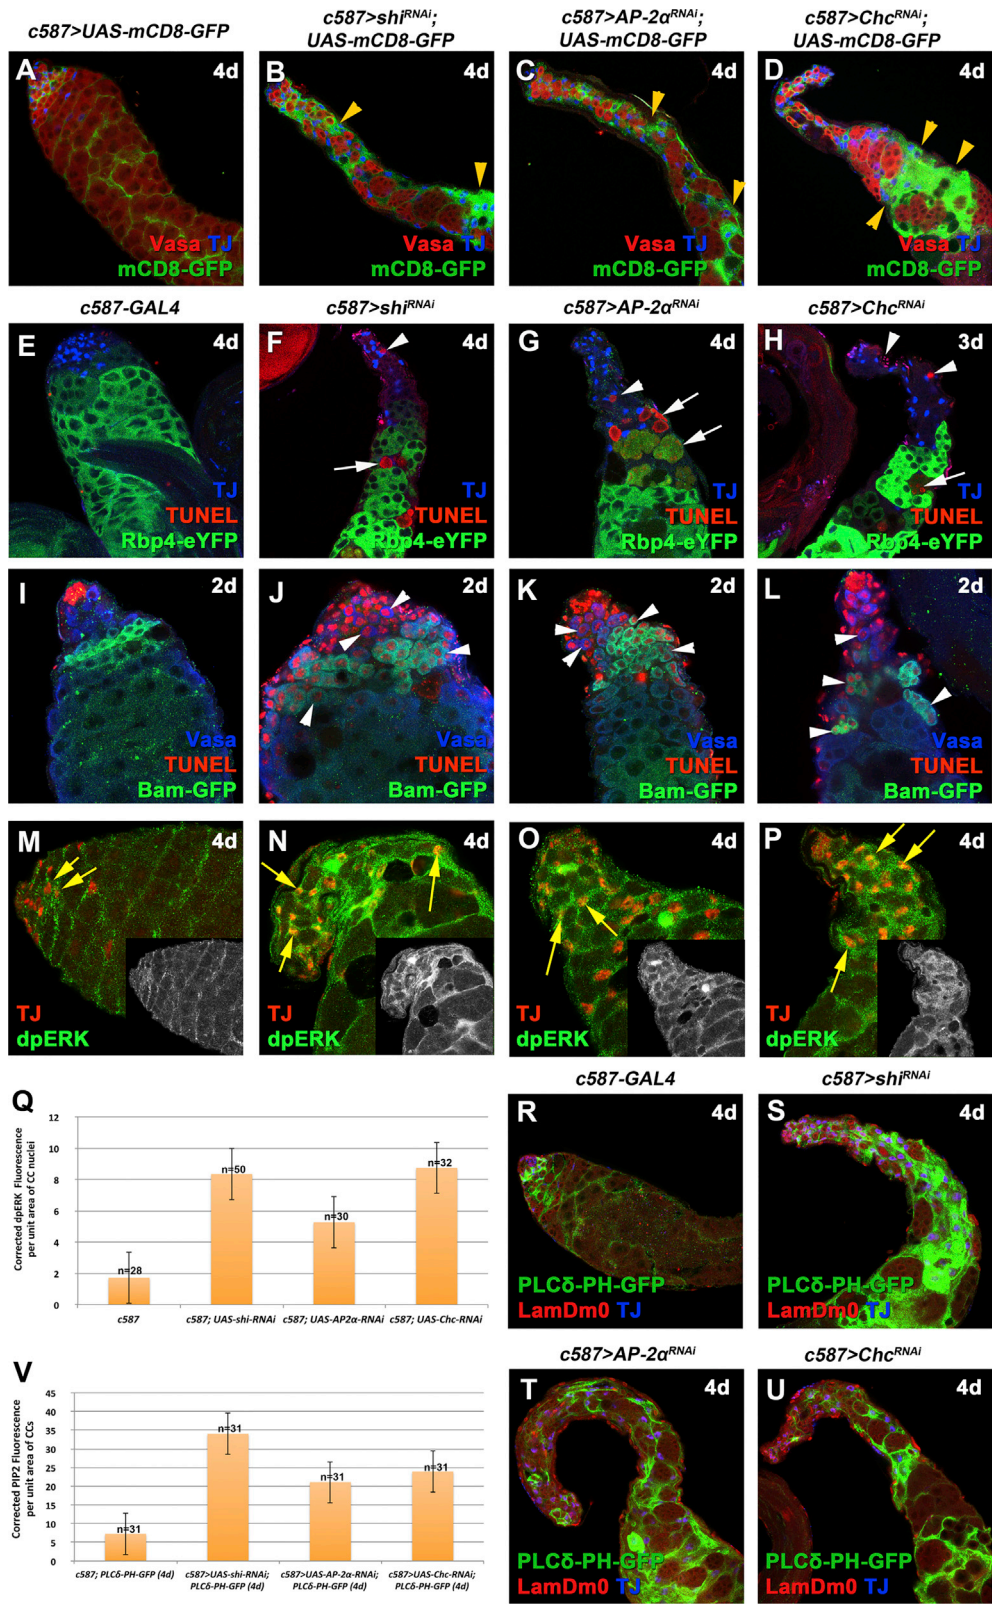 c587>UAS-mCD8-GFP
c587>shiRNAi;
UAS-mCD8-GFP
c587>AP-2αRNAi;
UAS-mCD8-GFP
c587>ChcRNAi;
UAS-mCD8-GFP
A
4d
Vasa TJ
mCD8-GFP
B
4d
Vasa TJ
mCD8-GFP
C
4d
Vasa TJ
mCD8-GFP
D
4d
Vasa TJ
mCD8-GFP
c587-GAL4
c587>shiRNAi
c587>AP-2αRNAi
c587>ChcRNAi
E
4d
TJ
TUNEL
Rbp4-eYFP
F
4d
TJ
TUNEL
Rbp4-eYFP
G
4d
TJ
TUNEL
Rbp4-eYFP
H
3d
TJ
TUNEL
Rbp4-eYFP
I
2d
Vasa
TUNEL
Bam-GFP
J
2d
Vasa
TUNEL
Bam-GFP
K
2d
Vasa
TUNEL
Bam-GFP
L
2d
Vasa
TUNEL
Bam-GFP
M
4d
TJ
dpERK
N
4d
TJ
dpERK
O
4d
TJ
dpERK
P
4d
TJ
dpERK
Q
Corrected dpERK Fluorescence
per unit area of CC nuclei
12
10
8
6
4
2
0
n=28
n=50
n=30
n=32
c587
c587; UAS-shi-RNAi
c587; UAS-AP2α-RNAi
c587; UAS-Chc-RNAi
c587-GAL4
c587>shiRNAi
R
4d
PLCδ-PH-GFP
LamDm0 TJ
S
4d
PLCδ-PH-GFP
LamDm0 TJ
V
Corrected PIP2 Fluorescence
per unit area of CCs
45
40
35
30
25
20
15
10
5
0
n=31
n=31
n=31
n=31
c587; PLCδ-PH-GFP (4d)
c587>UAS-shi-RNAi;
PLCδ-PH-GFP (4d)
c587>UAS-AP-2α-RNAi;
PLCδ-PH-GFP (4d)
c587>UAS-Chc-RNAi;
PLCδ-PH-GFP (4d)
c587>AP-2αRNAi
c587>ChcRNAi
T
4d
PLCδ-PH-GFP
LamDm0 TJ
U
4d
PLCδ-PH-GFP
LamDm0 TJ